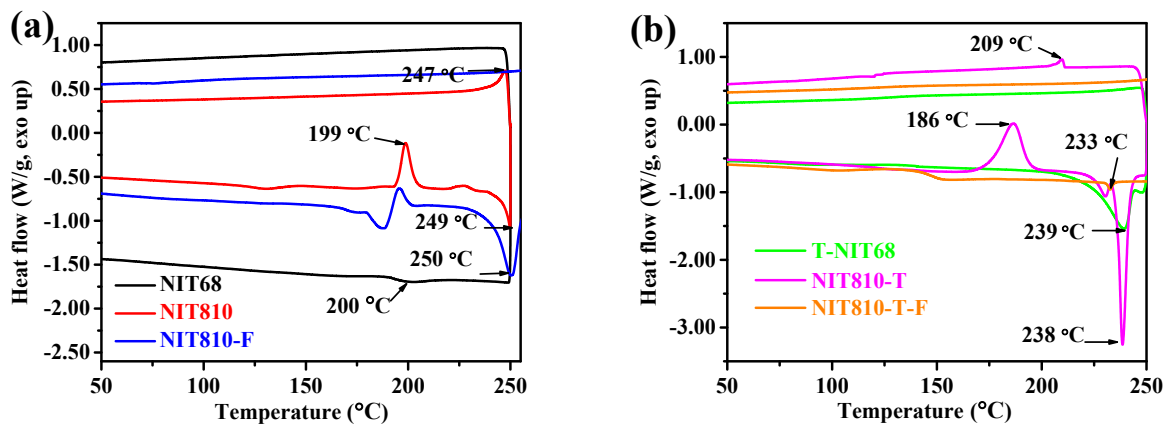 (a)
Heat flow (W/g, exo up)
1.00
0.50
0.00
-0.50
-1.00
-1.50
-2.00
-2.50
247 °C
199 °C
249 °C
250 °C
200 °C
NIT68
NIT810
NIT810-F
50 100 150 200 250
Temperature (°C)
(b)
Heat flow (W/g, exo up)
1.00
0.00
-1.00
-2.00
-3.00
209 °C
186 °C
233 °C
239 °C
238 °C
T-NIT68
NIT810-T
NIT810-T-F
50 100 150 200 250
Temperature (°C)